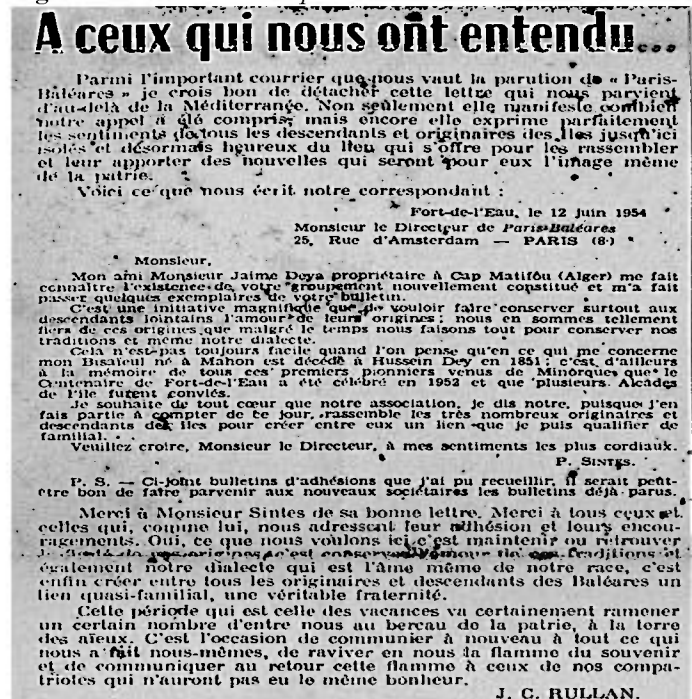 A ceux qui nous ont entendu...
Parmi l'important courrier que nous vaut la parution de « Paris-
Baléares » je crois bon de détacher cette lettre qui nous parvient
d'au-delà de la Méditerranée. Non seulement elle manifeste combien
notre appel a été compris, mais encore elle exprime parfaitement
les sentiments de tous les descendants et originaires des Iles jusqu'ici
isolés et désormais heureux du lieu qui s'offre pour les rassembler
et leur apporter des nouvelles qui seront pour eux l'image même
de la patrie.
Voici ce que nous écrit notre correspondant :
Fort-de-l'Eau, le 12 juin 1954
Monsieur le Directeur de Paris-Baléares
25, Rue d'Amsterdam — PARIS (8e)
Monsieur,
Mon ami Monsieur Jaime Deya propriétaire à Cap Matifou (Alger) me fait
connaître l'existence de votre groupement nouvellement constitué et m'a fait
passer quelques exemplaires de votre bulletin.
C'est une initiative magnifique que de vouloir faire conserver surtout aux
descendants lointains l'amour de leurs origines ; nous en sommes tellement
fiers de ces origines que malgré le temps nous faisons tout pour conserver nos
traditions et même notre dialecte.
Cela n'est pas toujours facile quand l'on pense qu'en ce qui me concerne
mon Bisaïeul né à Mahon est décédé à Hussein Dey en 1851 ; c'est d'ailleurs
à la mémoire de tous ces premiers pionniers venus de Minorque que le
Centenaire de Fort-de-l'Eau a été célébré en 1952 et que plusieurs Alcades
de l'île furent conviés.
Je souhaite de tout cœur que notre association, je dis notre, puisque j'en
fais partie à compter de ce jour, rassemble les très nombreux originaires et
descendants des îles pour créer entre eux un lien que je puis qualifier de
familial.
Veuillez croire, Monsieur le Directeur, à mes sentiments les plus cordiaux.
P. SINTES.
P. S. — Ci-joint bulletins d'adhésions que j'ai pu recueillir, il serait peut-
être bon de faire parvenir aux nouveaux sociétaires les bulletins déjà parus.
Merci à Monsieur Sintes de sa bonne lettre. Merci à tous ceux et
celles qui, comme lui, nous adressent leur adhésion et leurs encou-
ragements. Oui, ce que nous voulons ici c'est maintenir ou retrouver
la fierté de nos origines c'est conserver l'amour de nos traditions et
également notre dialecte qui est l'âme même de notre race, c'est
enfin créer entre tous les originaires et descendants des Baléares un
lien quasi-familial, une véritable fraternité.
Cette période qui est celle des vacances va certainement ramener
un certain nombre d'entre nous au berceau de la patrie, à la terre
des aïeux. C'est l'occasion de communier à nouveau à tout ce qui
nous a fait nous-mêmes, de raviver en nous la flamme du souvenir
et de communiquer au retour cette flamme à ceux de nos compa-
triotes qui n'auront pas eu le même bonheur.
J. C. RULLAN.